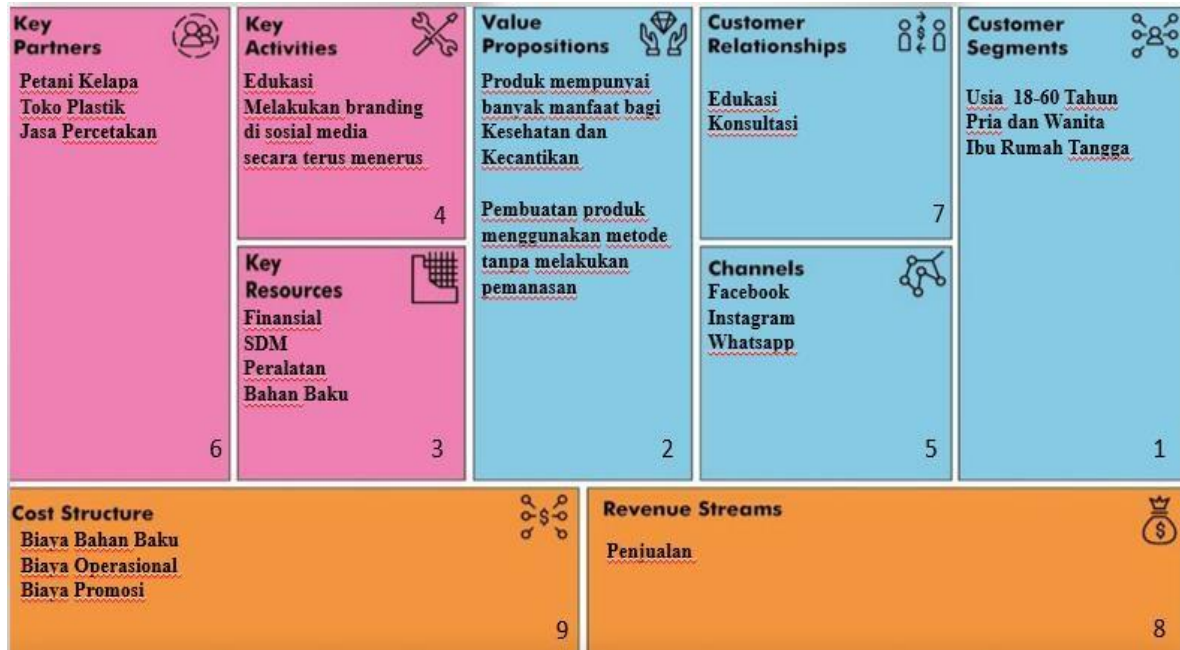 Key
Partners
Petani Kelapa
Toko Plastik
Jasa Percetakan
6
Key
Activities
Edukasi
Melakukan branding
di sosial media
secara terus menerus
4
Key
Resources
Finansial
SDM
Peralatan
Bahan Baku
3
Value
Propositions
Produk mempunyai
banyak manfaat bagi
Kesehatan dan
Kecantikan
Pembuatan produk
menggunakan metode
tanpa melakukan
pemanasan
2
Customer
Relationships
Edukasi
Konsultasi
7
Channels
Facebook
Instagram
Whatsapp
5
Customer
Segments
Usia 18-60 Tahun
Pria dan Wanita
Ibu Rumah Tangga
1
Cost Structure
Biaya Bahan Baku
Biaya Operasional
Biaya Promosi
9
Revenue Streams
Penjualan
8